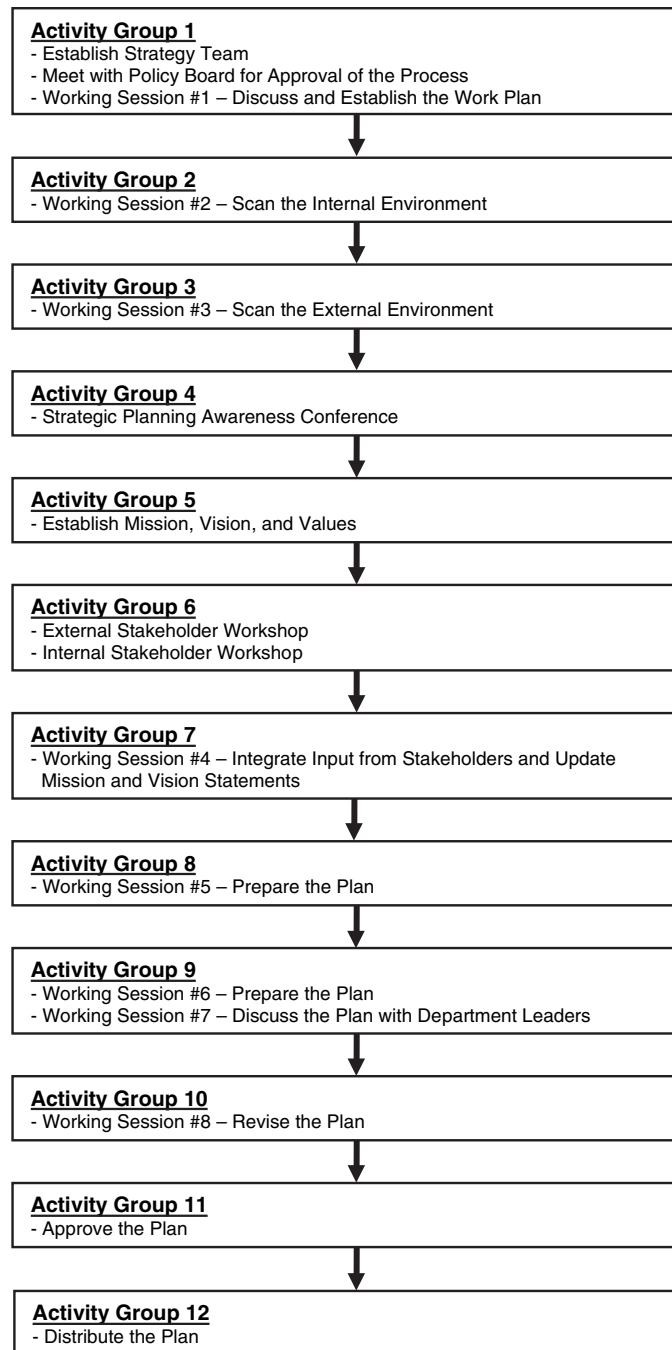 Activity Group 1
- Establish Strategy Team
- Meet with Policy Board for Approval of the Process
- Working Session #1 – Discuss and Establish the Work Plan
Activity Group 2
- Working Session #2 – Scan the Internal Environment
Activity Group 3
- Working Session #3 – Scan the External Environment
Activity Group 4
- Strategic Planning Awareness Conference
Activity Group 5
- Establish Mission, Vision, and Values
Activity Group 6
- External Stakeholder Workshop
- Internal Stakeholder Workshop
Activity Group 7
- Working Session #4 – Integrate Input from Stakeholders and Update
Mission and Vision Statements
Activity Group 8
- Working Session #5 – Prepare the Plan
Activity Group 9
- Working Session #6 – Prepare the Plan
- Working Session #7 – Discuss the Plan with Department Leaders
Activity Group 10
- Working Session #8 – Revise the Plan
Activity Group 11
- Approve the Plan
Activity Group 12
- Distribute the Plan